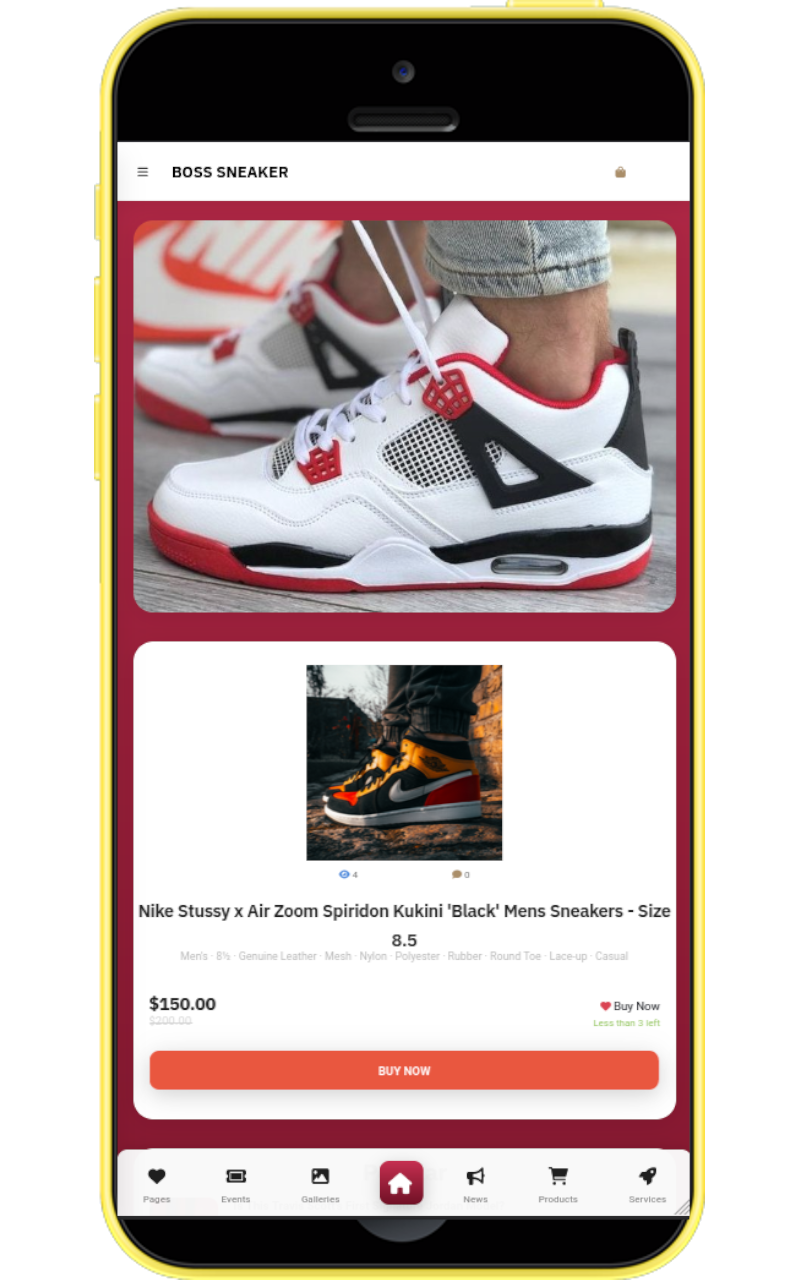 BOSS SNEAKER
4
0
Nike Stussy x Air Zoom Spiridon Kukini 'Black' Mens Sneakers - Size
8.5
Men's · 8½ · Genuine Leather · Mesh · Nylon · Polyester · Rubber · Round Toe · Lace-up · Casual
$150.00
Buy Now
$200.00
Less than 3 left
BUY NOW
Pages
Events
Galleries
News
Products
Services